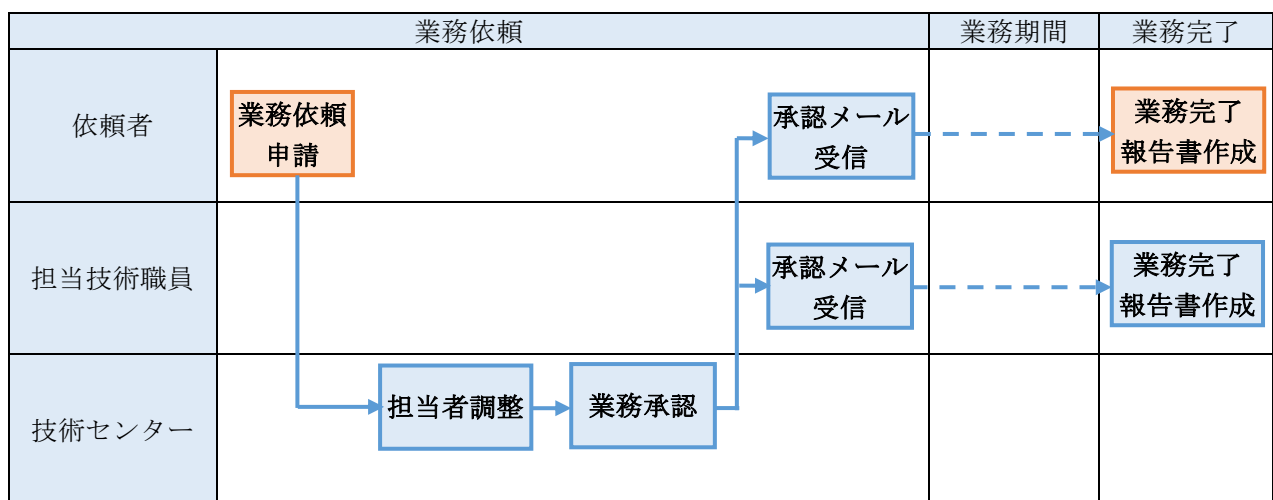 業務依頼
業務期間
業務完了
依頼者
業務依頼
申請
承認メール
受信
業務完了
報告書作成
担当技術職員
承認メール
受信
業務完了
報告書作成
技術センター
担当者調整
業務承認